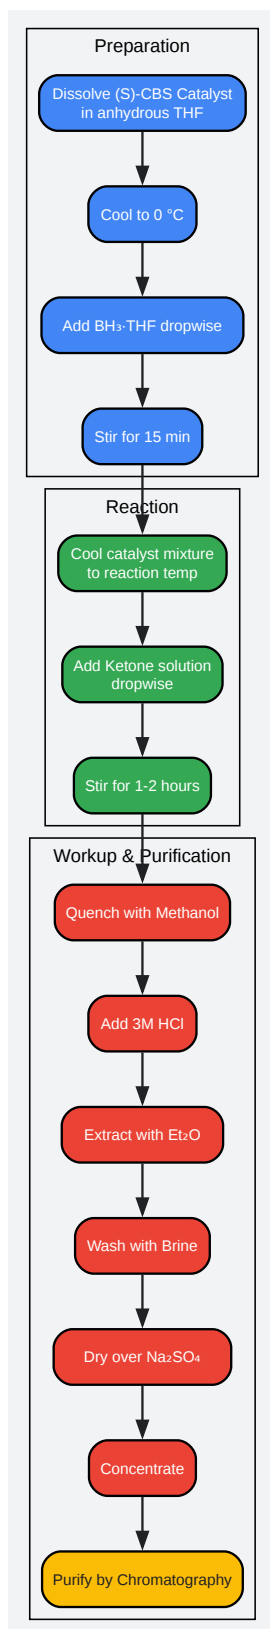 Preparation
Dissolve (S)-CBS Catalyst
in anhydrous THF
Cool to 0 °C
Add BH₃·THF dropwise
Stir for 15 min
Reaction
Cool catalyst mixture
to reaction temp
Add Ketone solution
dropwise
Stir for 1-2 hours
Workup & Purification
Quench with Methanol
Add 3M HCl
Extract with Et₂O
Wash with Brine
Dry over Na₂SO₄
Concentrate
Purify by Chromatography